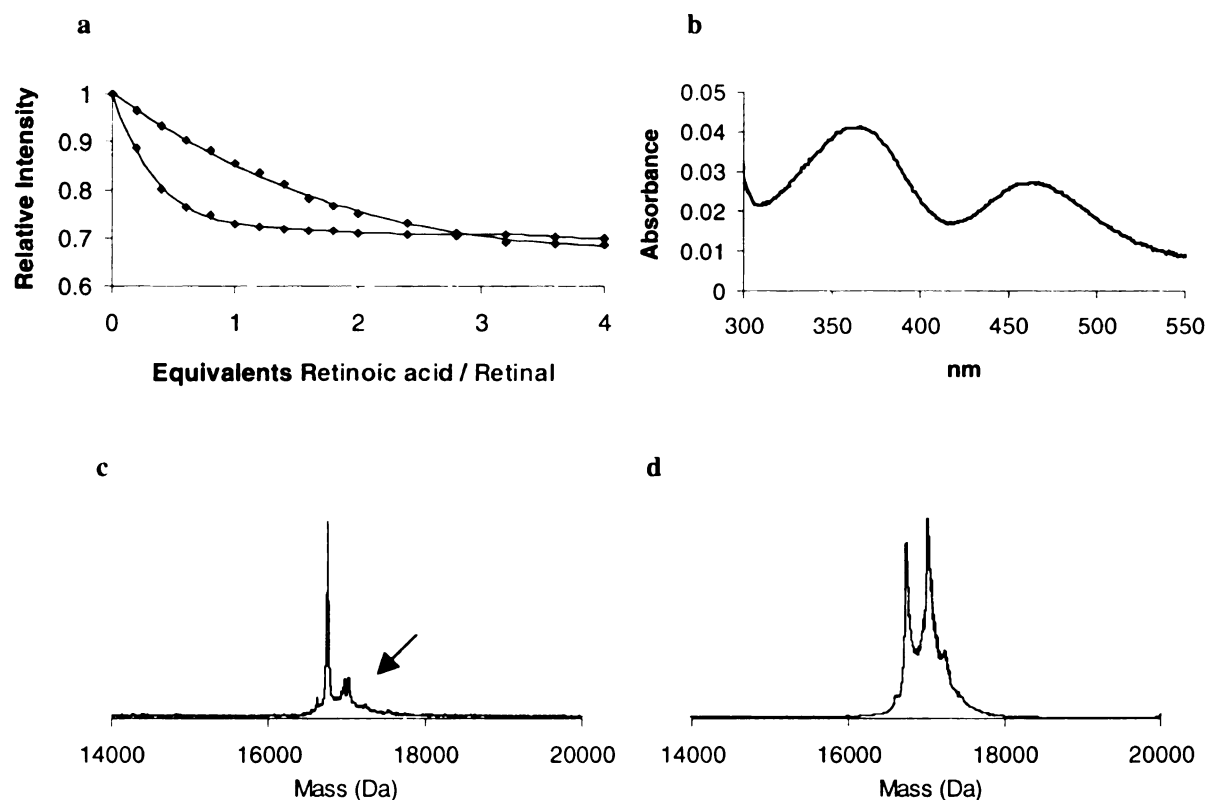 a
Relative Intensity
1
0.9
0.8
0.7
0.6
0 1 2 3 4
Equivalents Retinoic acid / Retinal
b
Absorbance
0.05
0.04
0.03
0.02
0.01
0
300 350 400 450 500 550
nm
c
14000 16000 18000 20000
Mass (Da)
d
14000 16000 18000 20000
Mass (Da)